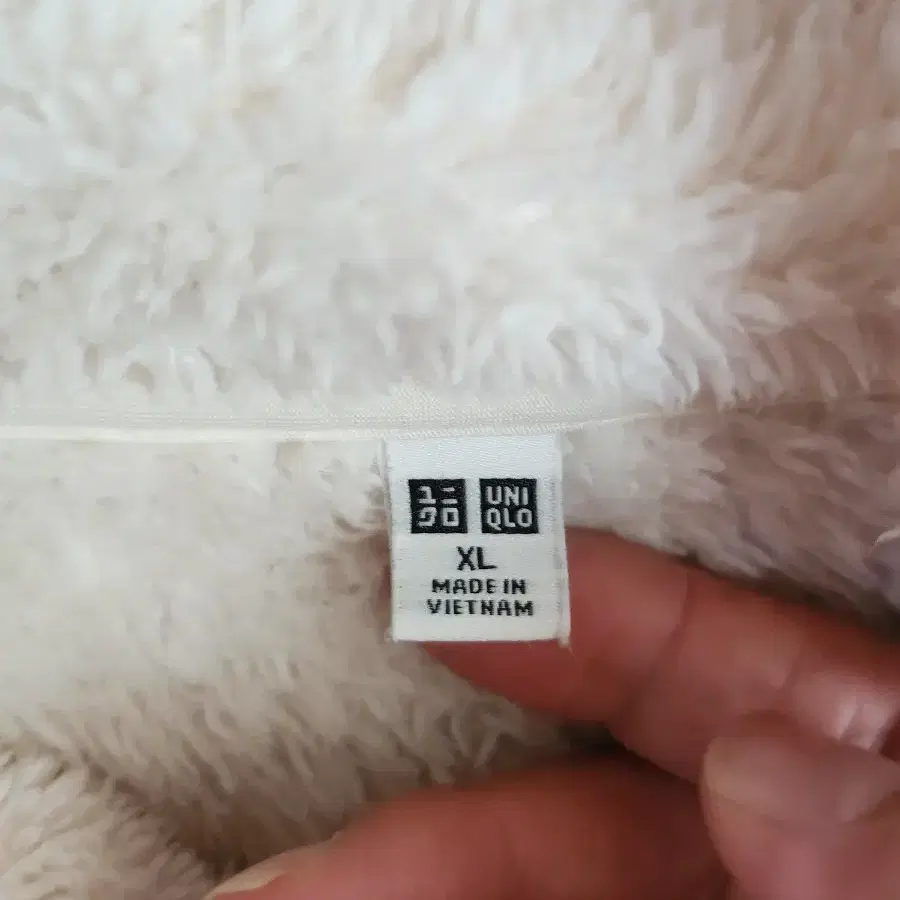 ユニ UNI
クロ QLO
XL
MADE IN
VIETNAM